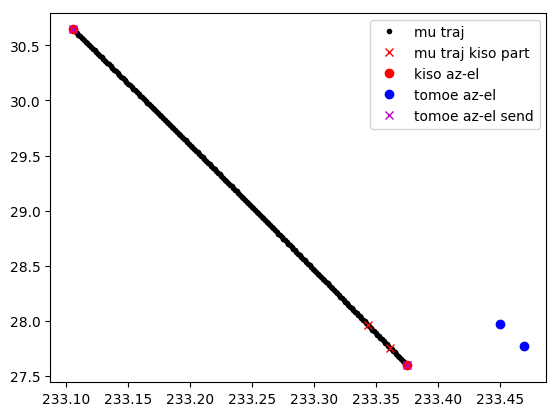 30.5
30.0
29.5
29.0
28.5
28.0
27.5
233.10 233.15 233.20 233.25 233.30 233.35 233.40 233.45
mu traj
mu traj kiso part
kiso az-el
tomoe az-el
tomoe az-el send